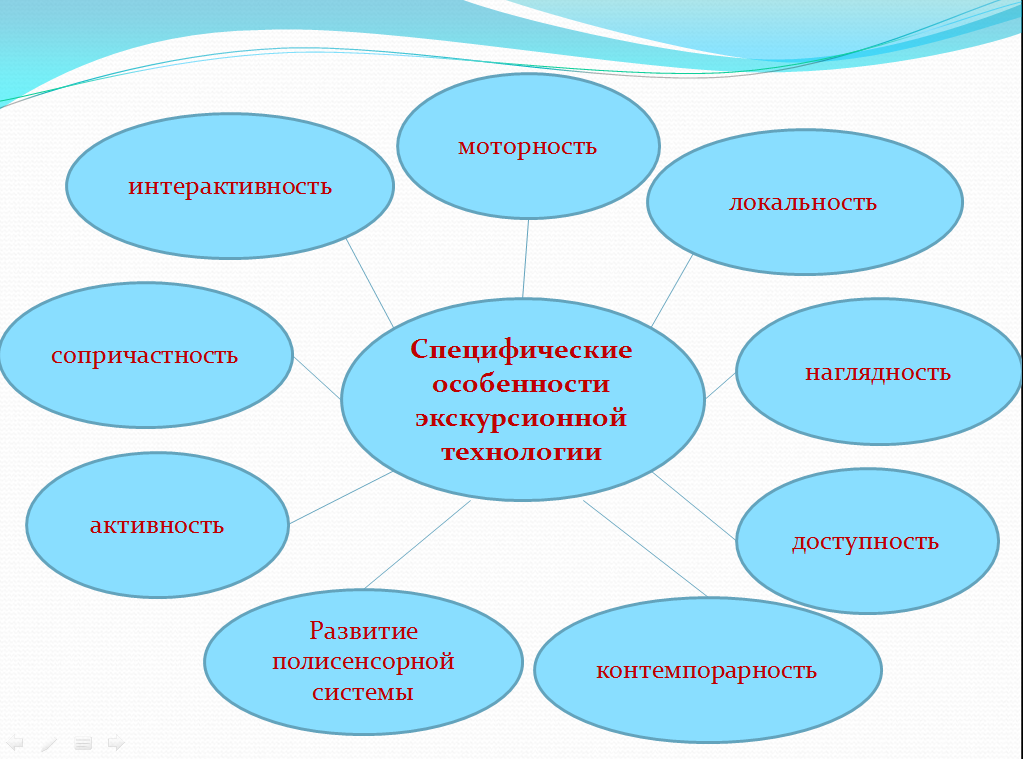 моторность
интерактивность
локальность
Специфические
особенности
экскурсионной
технологии
сопричастность
наглядность
активность
доступность
Развитие
полисенсорной
системы
контемпорарность